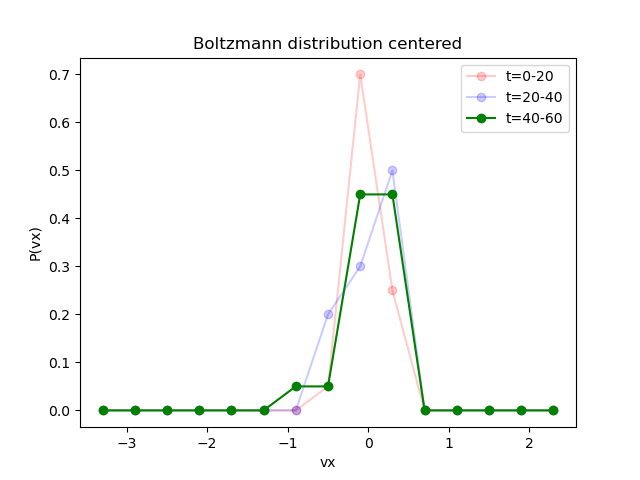 Boltzmann distribution centered
t=0-20
t=20-40
t=40-60
P(vx)
0.7
0.6
0.5
0.4
0.3
0.2
0.1
0.0
−3 −2 −1 0 1 2
vx